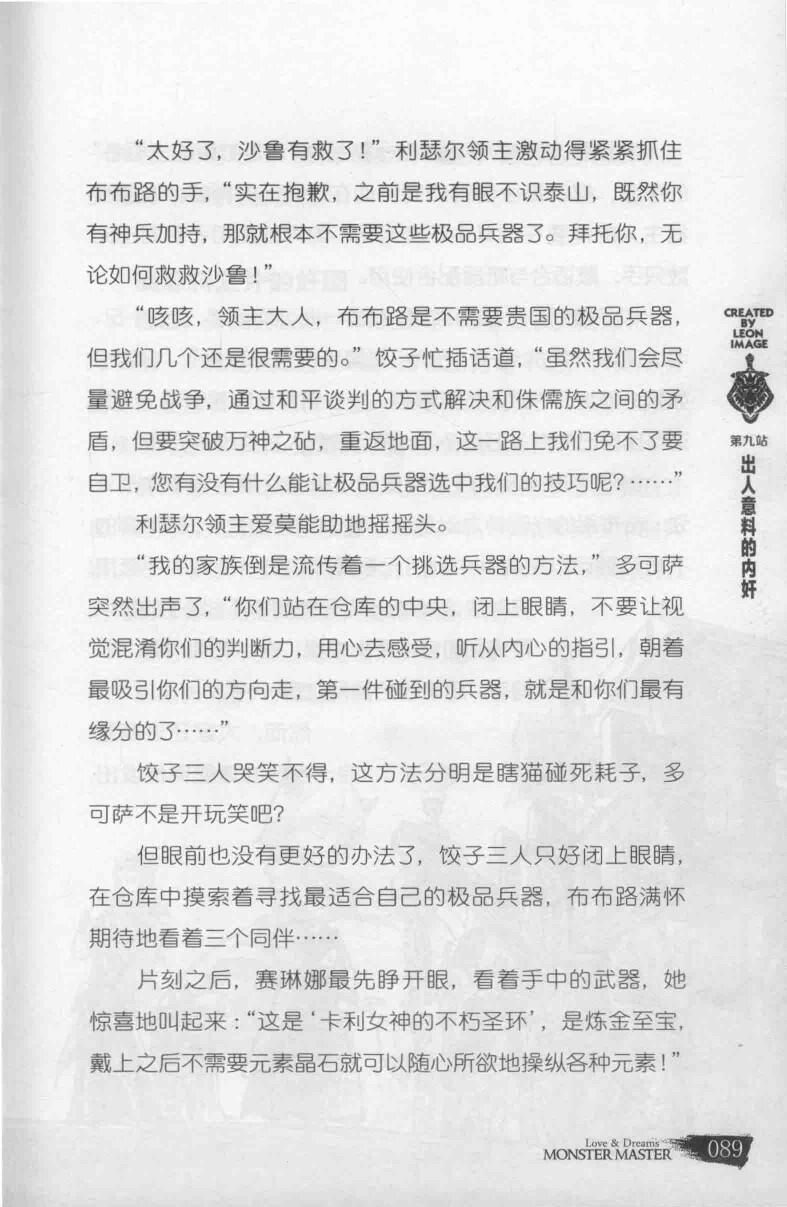 “太好了，沙鲁有救了！”利瑟尔领主激动得紧紧抓住
布布路的手，“实在抱歉，之前是我有眼不识泰山，既然你
有神兵加持，那就根本不需要这些极品兵器了。拜托你，无
论如何救救沙鲁！”
“咳咳，领主大人，布布路是不需要贵国的极品兵器，
但我们几个还是很需要的。”饺子忙插话道，“虽然我们会尽
量避免战争，通过和平谈判的方式解决和侏儒族之间的矛
盾，但要突破万神之砧，重返地面，这一路上我们免不了要
自卫，您有没有什么能让极品兵器选中我们的技巧呢？……”
利瑟尔领主爱莫能助地摇摇头。
“我的家族倒是流传着一个挑选兵器的方法，”多可萨
突然出声了，“你们站在仓库的中央，闭上眼睛，不要让视
觉混淆你们的判断力，用心去感受，听从内心的指引，朝着
最吸引你们的方向走，第一件碰到的兵器，就是和你们最有
缘分的了……”
饺子三人哭笑不得，这方法分明是瞎猫碰死耗子，多
可萨不是开玩笑吧？
但眼前也没有更好的办法了，饺子三人只好闭上眼睛，
在仓库中摸索着寻找最适合自己的极品兵器，布布路满怀
期待地看着三个同伴……
片刻之后，赛琳娜最先睁开眼，看着手中的武器，她
惊喜地叫起来：“这是‘卡利女神的不朽圣环’，是炼金至宝，
戴上之后不需要元素晶石就可以随心所欲地操纵各种元素！”
CREATED
BY
LEON
IMAGE
第九站
出人意料的内奸
Love & Dreams
MONSTER MASTER
089